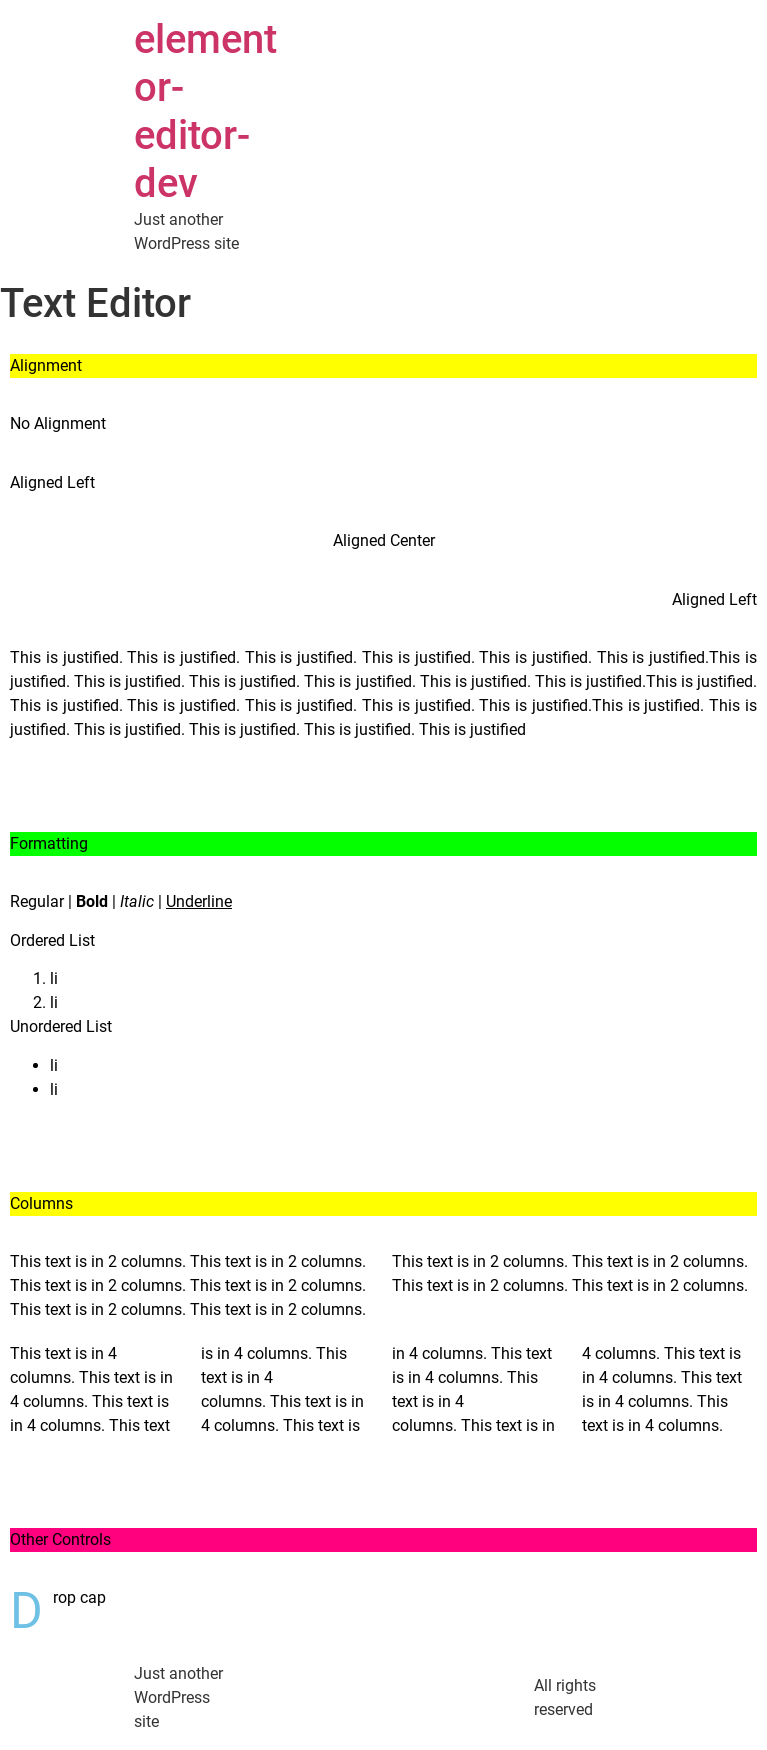 element
or-
editor-
dev
Just another
WordPress site
Text Editor
Alignment
No Alignment
Aligned Left
Aligned Center
Aligned Left
This is justified. This is justified. This is justified. This is justified. This is justified. This is justified.This is
justified. This is justified. This is justified. This is justified. This is justified. This is justified.This is justified.
This is justified. This is justified. This is justified. This is justified. This is justified.This is justified. This is
justified. This is justified. This is justified. This is justified. This is justified
Formatting
Regular | Bold | Italic | Underline
Ordered List
1. li
2. li
Unordered List
• li
• li
Columns
This text is in 2 columns. This text is in 2 columns.
This text is in 2 columns. This text is in 2 columns.
This text is in 2 columns. This text is in 2 columns.
This text is in 2 columns. This text is in 2 columns.
This text is in 2 columns. This text is in 2 columns.
This text is in 4
columns. This text is in
4 columns. This text is
in 4 columns. This text
is in 4 columns. This
text is in 4
columns. This text is in
4 columns. This text is
in 4 columns. This text
is in 4 columns. This
text is in 4
columns. This text is in
4 columns. This text is
in 4 columns. This text
is in 4 columns. This
text is in 4 columns.
Other Controls
Drop cap
Just another
WordPress
site
All rights
reserved